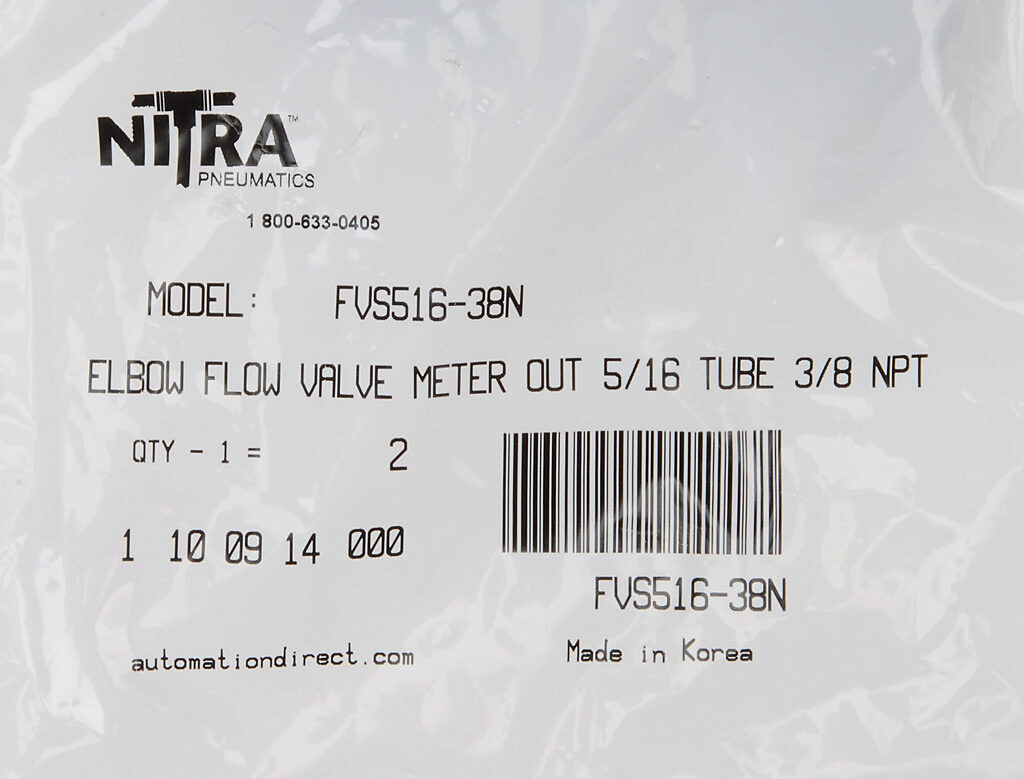 NITRA™
PNEUMATICS
1 800-633-0405
MODEL: FVS516-38N
ELBOW FLOW VALVE METER OUT 5/16 TUBE 3/8 NPT
QTY - 1 = 2
1 10 09 14 000
FVS516-38N
automationdirect.com
Made in Korea